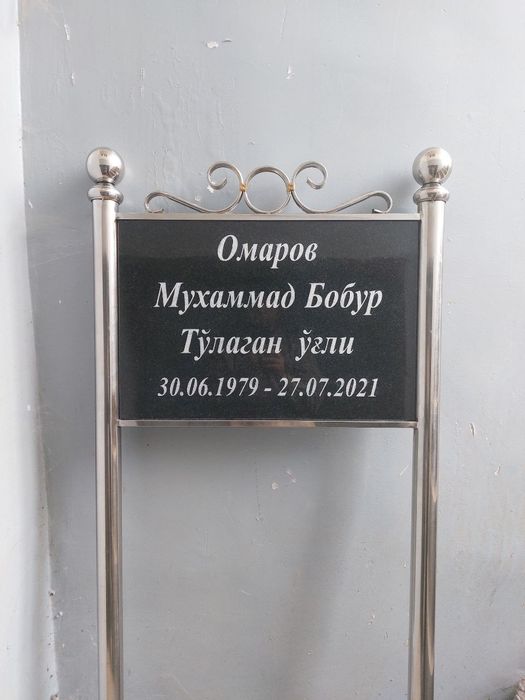 Омаров
Мухаммад Бобур
Тўлаган ўғли
30.06.1979 - 27.07.2021